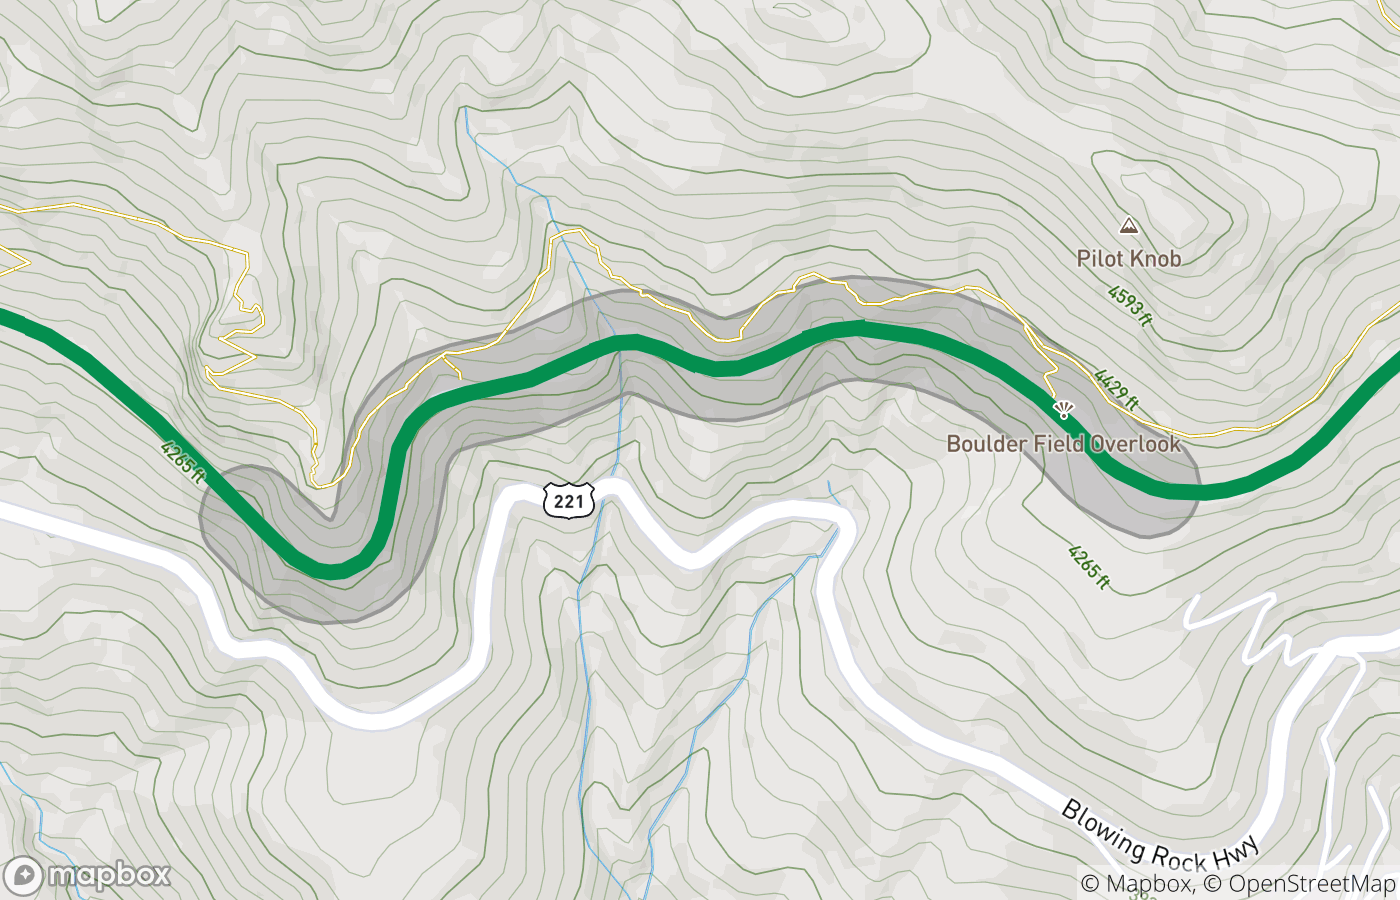 Pilot Knob
4593 ft
4429 ft
Boulder Field Overlook
4265 ft
221
4265 ft
Blowing Rock Hwy
mapbox
© Mapbox, © OpenStreetMap